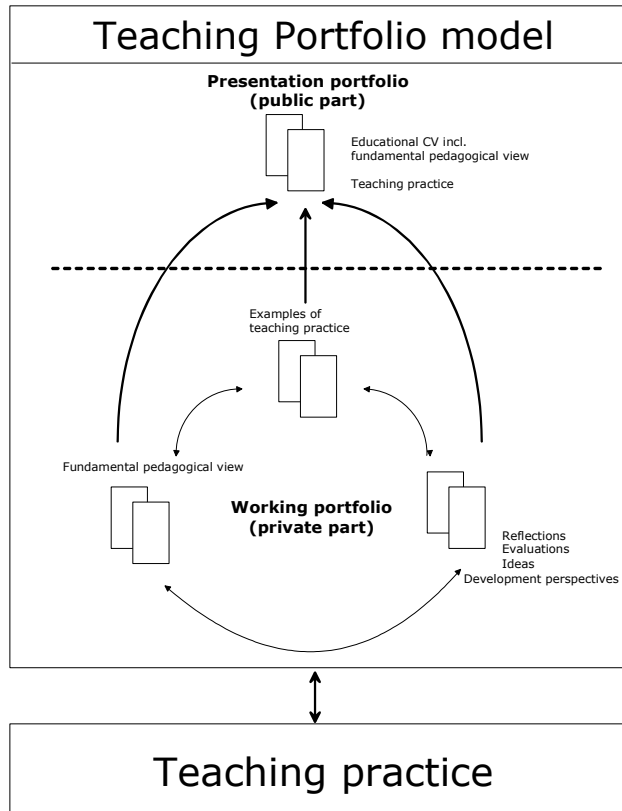 Teaching Portfolio model
Presentation portfolio
(public part)
Educational CV incl.
fundamental pedagogical view
Teaching practice
Examples of
teaching practice
Fundamental pedagogical view
Working portfolio
(private part)
Reflections
Evaluations
Ideas
Development perspectives
Teaching practice